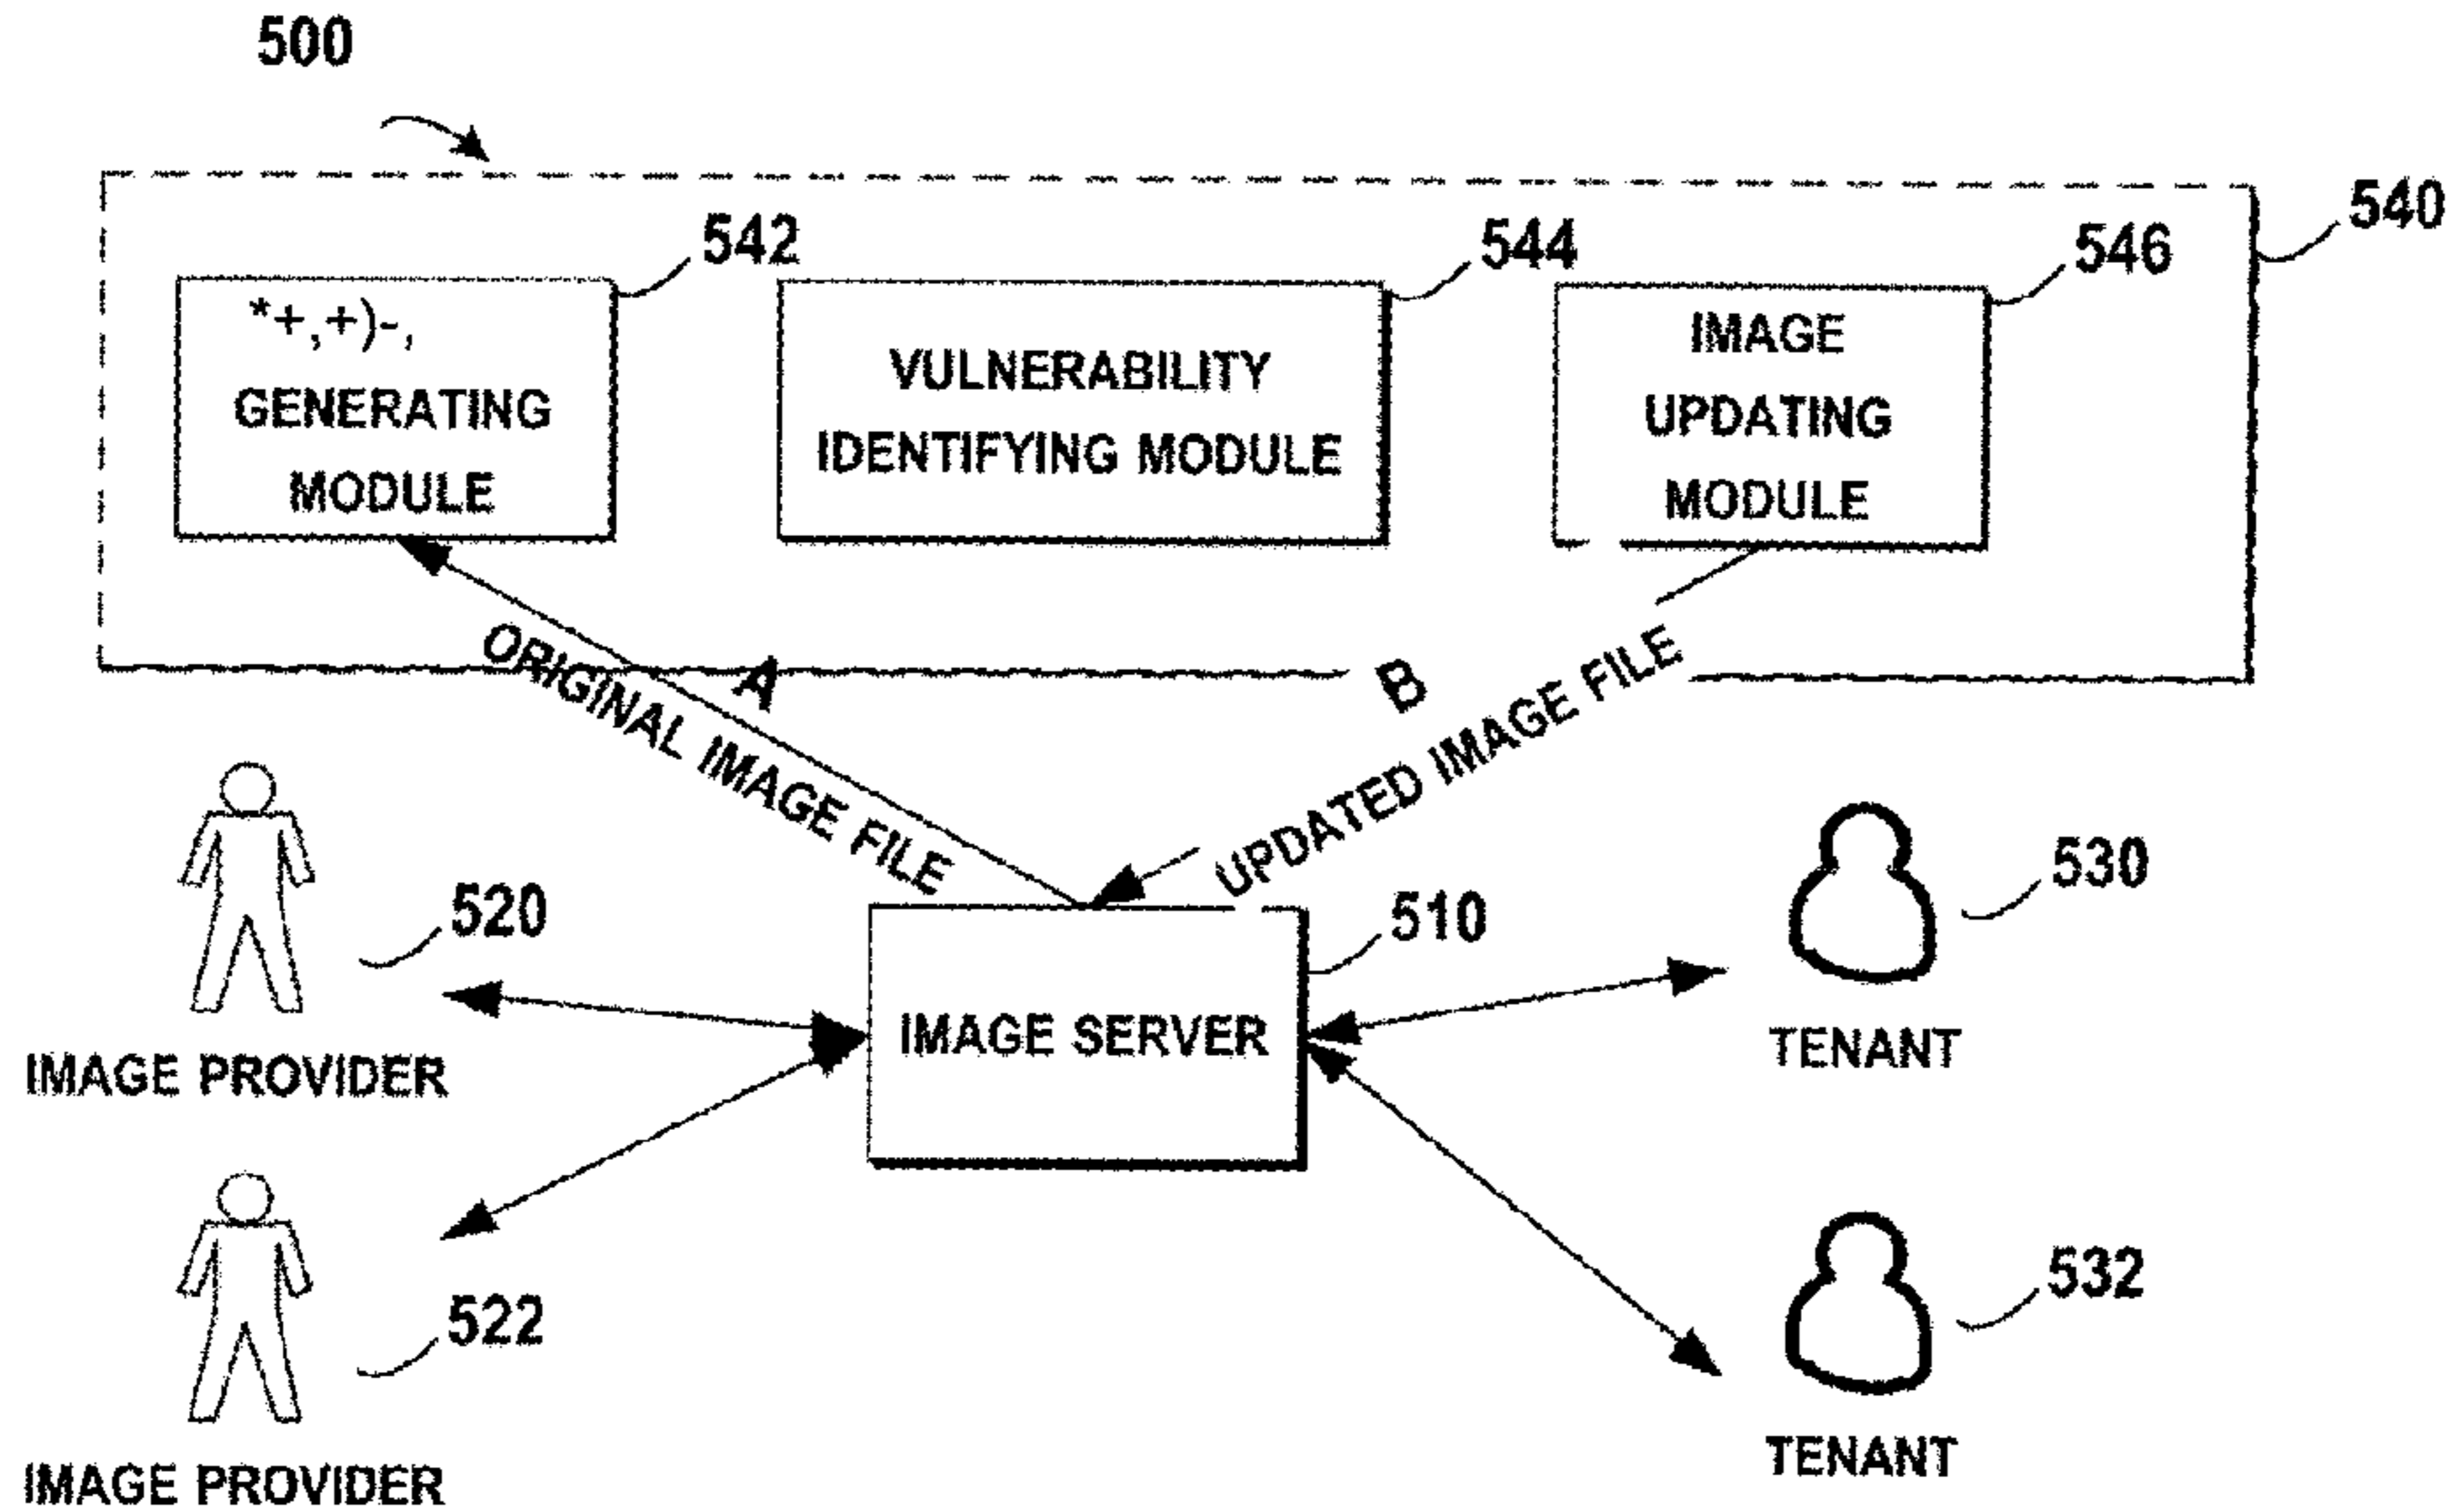 500
540
542
544
546
*+,+)-,
GENERATING
MODULE
VULNERABILITY
IDENTIFYING MODULE
IMAGE
UPDATING
MODULE
A
ORIGINAL IMAGE FILE
B
UPDATED IMAGE FILE
520
IMAGE PROVIDER
510
IMAGE SERVER
530
TENANT
522
IMAGE PROVIDER
532
TENANT